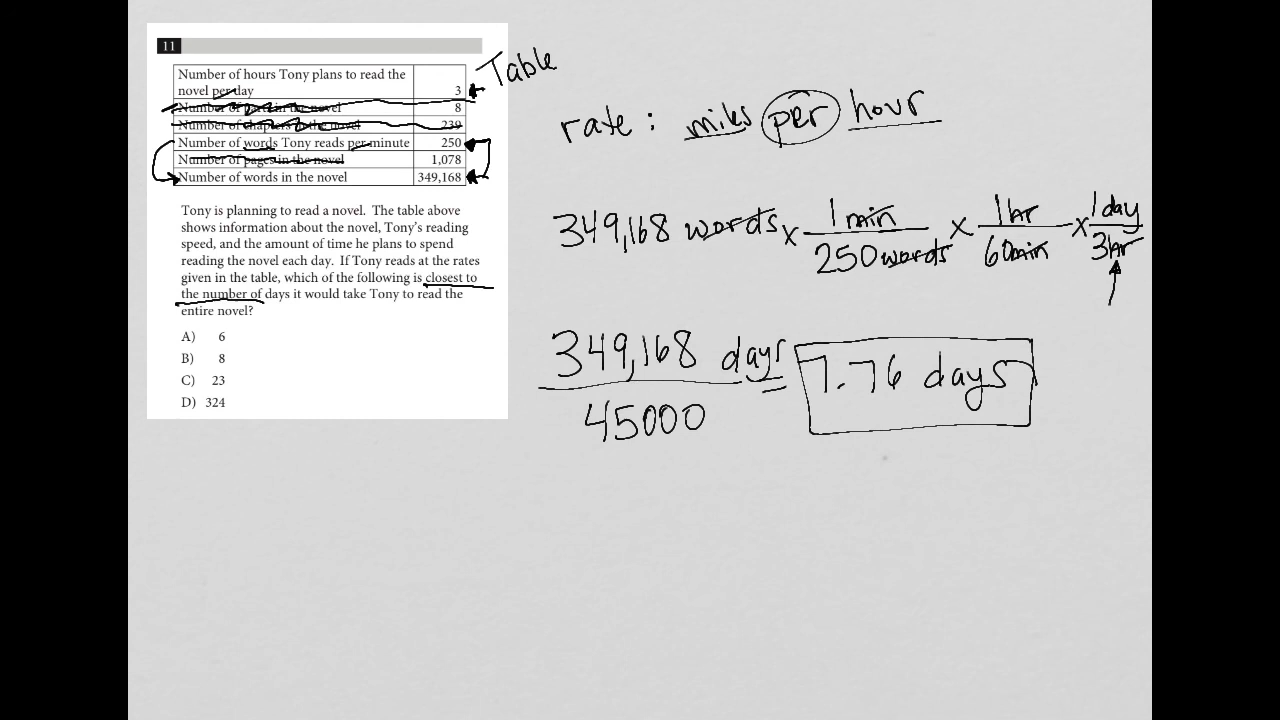 11
Number of hours Tony plans to read the
novel per day 3
Table
Number of parts in the novel 8
Number of chapters in the novel 239
Number of words Tony reads per minute 250
Number of pages in the novel 1,078
Number of words in the novel 349,168
Tony is planning to read a novel. The table above
shows information about the novel, Tony's reading
speed, and the amount of time he plans to spend
reading the novel each day. If Tony reads at the rates
given in the table, which of the following is closest to
the number of days it would take Tony to read the
entire novel?
A) 6
B) 8
C) 23
D) 324
rate: miles per hour
349,168 words x 1 min / 250 words x 1 hr / 60 min x 1 day / 3 hr
349,168 days / 45000 = 7.76 days